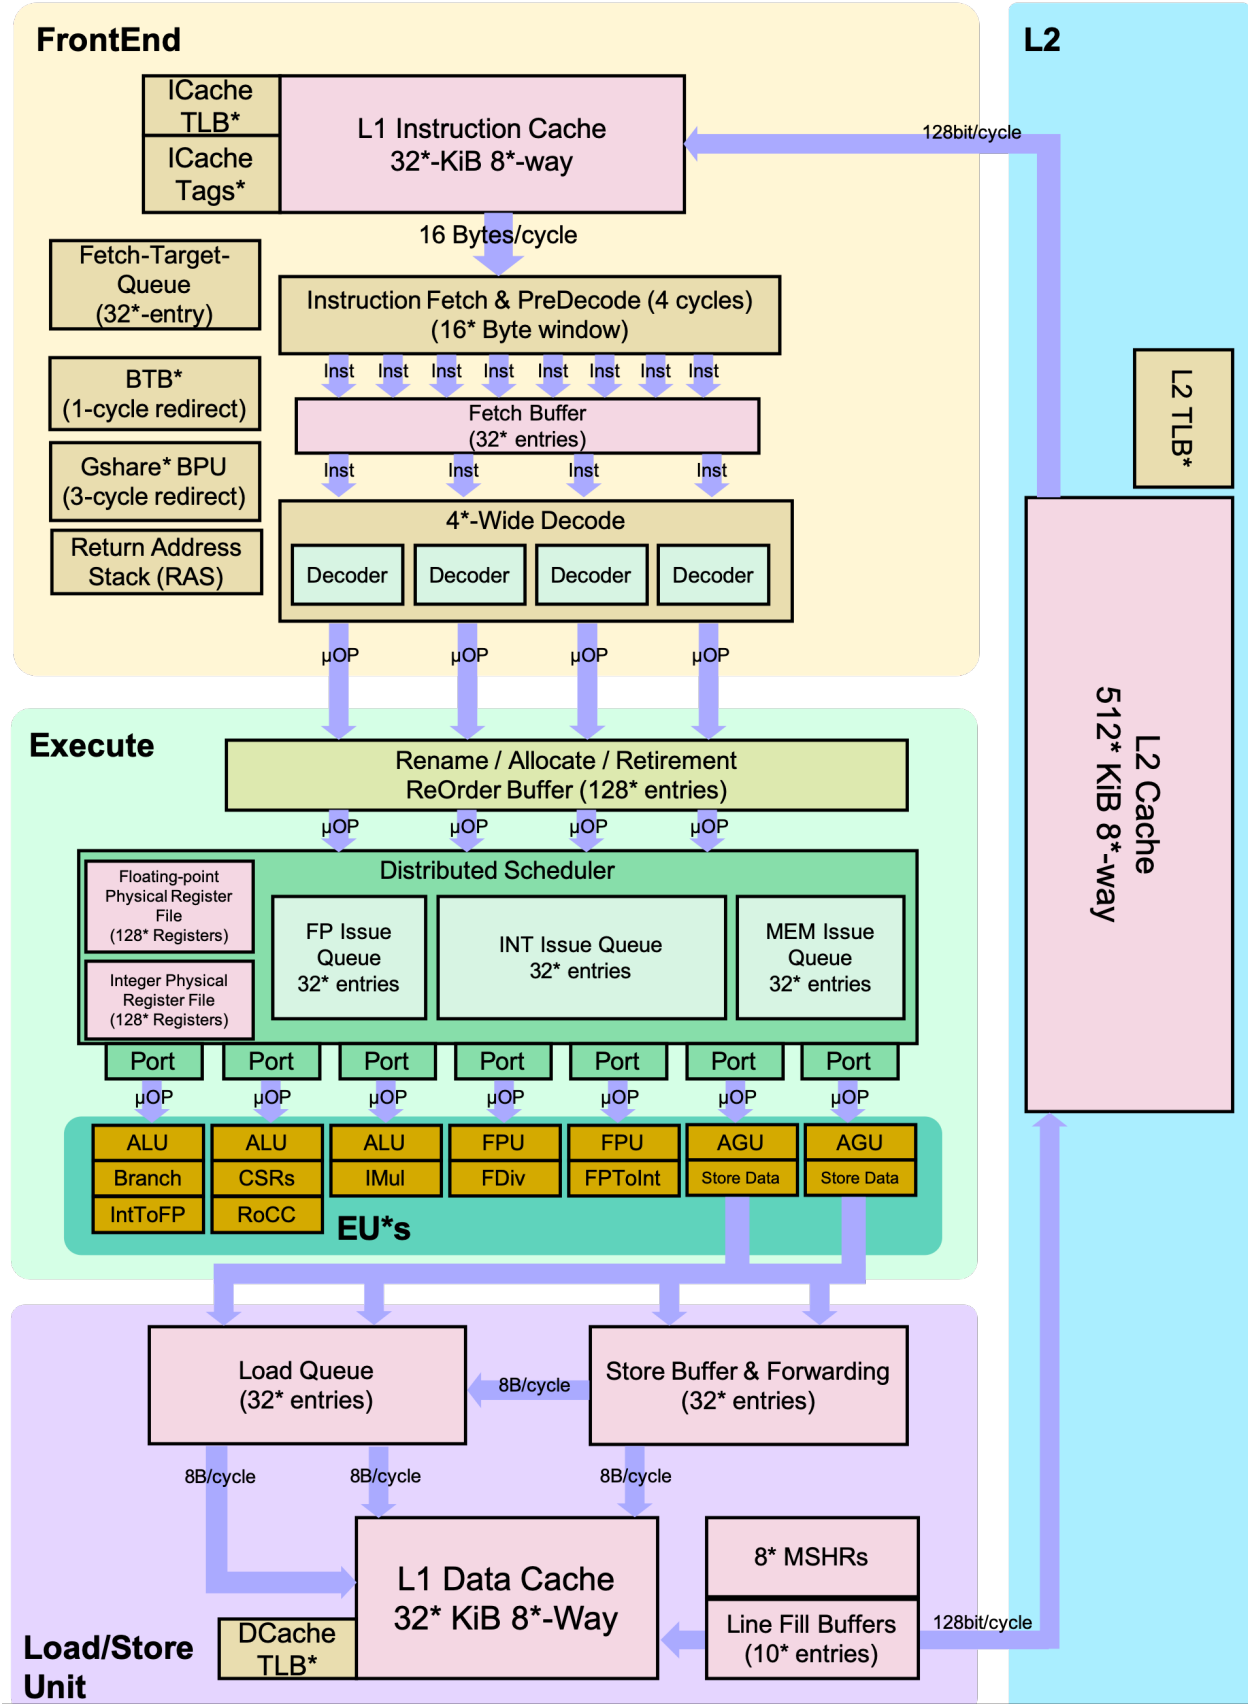 FrontEnd
L2
ICache
TLB*
ICache
Tags*
L1 Instruction Cache
32*-KiB 8*-way
128bit/cycle
16 Bytes/cycle
Fetch-Target-
Queue
(32*-entry)
Instruction Fetch & PreDecode (4 cycles)
(16* Byte window)
Inst Inst Inst Inst Inst Inst Inst Inst
BTB*
(1-cycle redirect)
Fetch Buffer
(32* entries)
Inst Inst Inst Inst
Gshare* BPU
(3-cycle redirect)
Return Address
Stack (RAS)
4*-Wide Decode
Decoder Decoder Decoder Decoder
µOP µOP µOP µOP
L2 TLB*
L2 Cache
512* KiB 8*-way
Execute
Rename / Allocate / Retirement
ReOrder Buffer (128* entries)
µOP µOP µOP µOP
Distributed Scheduler
Floating-point
Physical Register
File
(128* Registers)
Integer Physical
Register File
(128* Registers)
FP Issue
Queue
32* entries
INT Issue Queue
32* entries
MEM Issue
Queue
32* entries
Port Port Port Port Port Port Port
µOP µOP µOP µOP µOP µOP µOP
ALU ALU ALU FPU FPU AGU AGU
Branch CSRs IMul FDiv FPToInt Store Data Store Data
IntToFP RoCC
EU*s
Load Queue
(32* entries)
8B/cycle
Store Buffer & Forwarding
(32* entries)
8B/cycle 8B/cycle 8B/cycle
L1 Data Cache
32* KiB 8*-Way
8* MSHRs
Line Fill Buffers
(10* entries)
128bit/cycle
DCache
TLB*
Load/Store
Unit